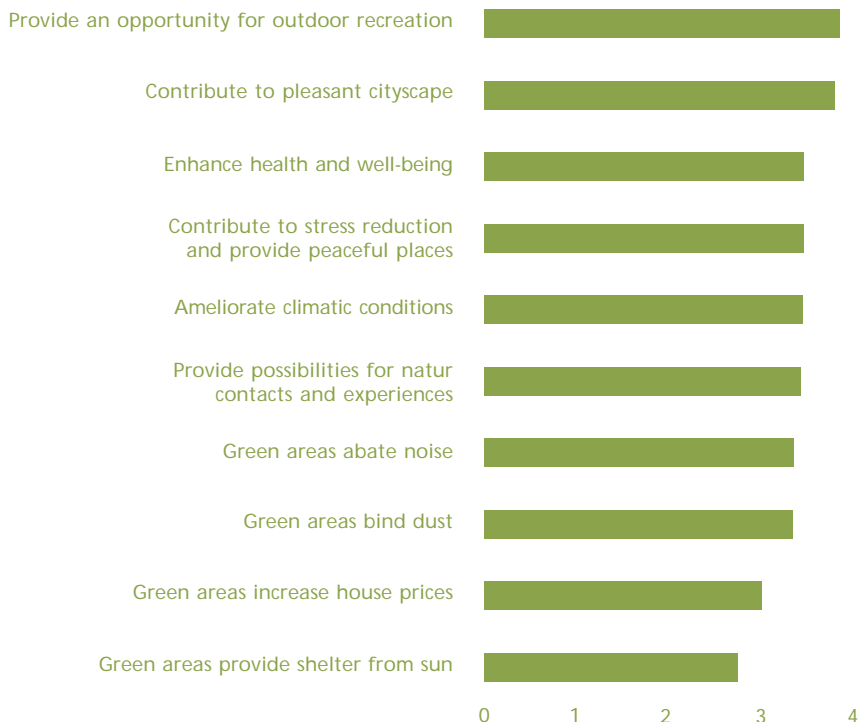 Provide an opportunity for outdoor recreation
Contribute to pleasant cityscape
Enhance health and well-being
Contribute to stress reduction
and provide peaceful places
Ameliorate climatic conditions
Provide possibilities for natur
contacts and experiences
Green areas abate noise
Green areas bind dust
Green areas increase house prices
Green areas provide shelter from sun
0 1 2 3 4